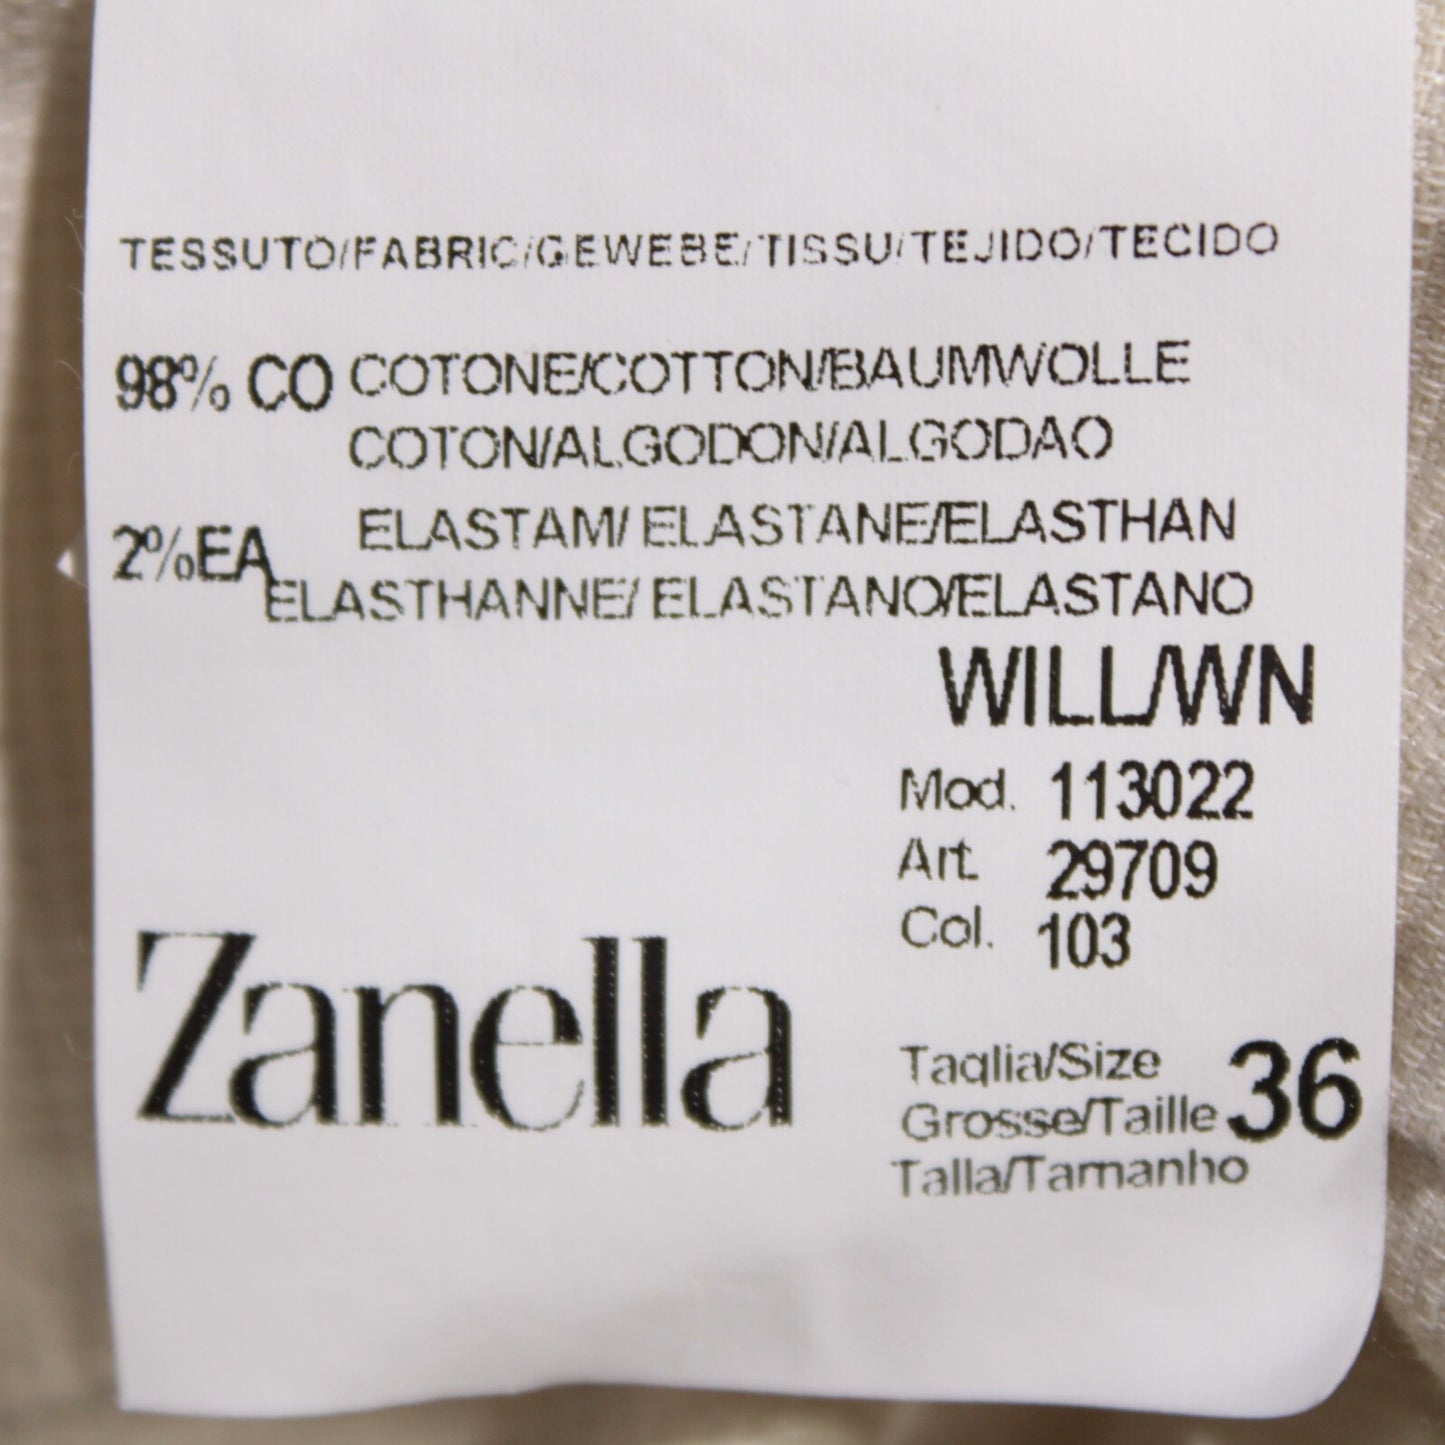 TESSUTO/FABRIC/GEWEBE/TISSU/TEJIDO/TECIDO
98% CO COTONE/COTTON/BAUMWOLLE
COTON/ALGODON/ALGODAO
2%EA ELASTAM/ ELASTANE/ELASTHAN
ELASTHANNE/ ELASTANO/ELASTANO
WILL/WN
Mod. 113022
Art. 29709
Col. 103
Zanella
Taglia/Size
Grosse/Taille 36
Talla/Tamanho